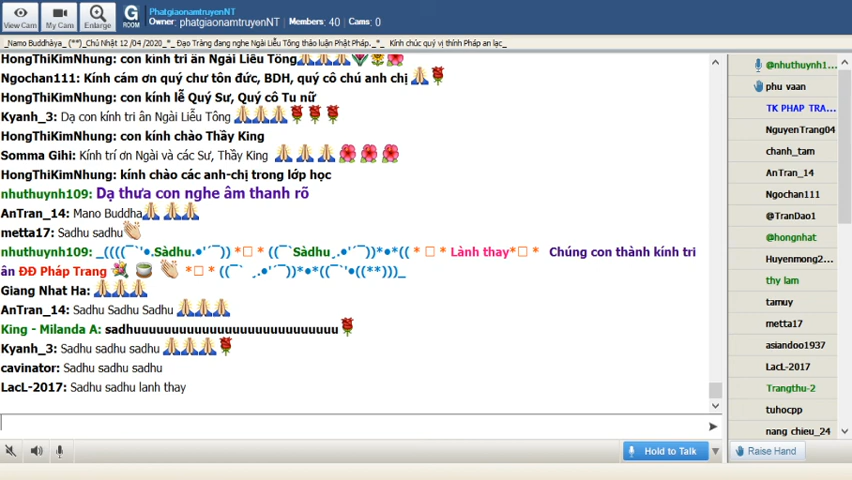 View Cam
My Cam
Enlarge
G
ROOM
PhatgiaonamtruyenNT
Owner: phatgiaonamtruyenNT Members: 40 Cams: 0
_Namo Buddhàya_ (**)_Chủ Nhật 12 /04 /2020_*_ Đạo Tràng đang nghe Ngài Liễu Tông thảo luận Phật Pháp._*_ Kính chúc quý vị thính Pháp an lạc_
HongThiKimNhung: con kính tri ân Ngài Liễu Tông
Ngochan111: Kính cám ơn quý chư tôn đức, BDH, quý cô chú anh chị
HongThiKimNhung: con kính lễ Quý Sư, Quý cô Tu nữ
Kyanh_3: Dạ con kính tri ân Ngài Liễu Tông
HongThiKimNhung: con kính chào Thầy King
Somma Gihi: Kính trí ơn Ngài và các Sư, Thầy King
HongThiKimNhung: kính chào các anh-chị trong lớp học
nhuthuynh109: Dạ thưa con nghe âm thanh rõ
AnTran_14: Mano Buddha
metta17: Sadhu sadhu
nhuthuynh109: _((((¯`'•.Sàdhu.•'´¯)) *□ * ((¯`Sàdhu¸.•'´¯))*•*(( * □ * Lành thay*□ * Chúng con thành kính tri
ân ĐĐ Pháp Trang *□ * ((¯` ¸.•'´¯))*•*((¯`'•((**)))_
Giang Nhat Ha:
AnTran_14: Sadhu Sadhu Sadhu
King - Milanda A: sadhuuuuuuuuuuuuuuuuuuuuuuuuuuu
Kyanh_3: Sadhu sadhu sadhu
cavinator: Sadhu sadhu sadhu
LacL-2017: Sadhu sadhu lanh thay
@nhuthuynh1...
phu vaan
TK PHAP TRA...
NguyenTrang04
chanh_tam
AnTran_14
Ngochan111
@TranDao1
@hongnhat
Huyenmong2...
thy lam
tamuy
metta17
asiandoo1937
LacL-2017
Trangthu-2
tuhocpp
nang chieu_24
Hold to Talk
Raise Hand